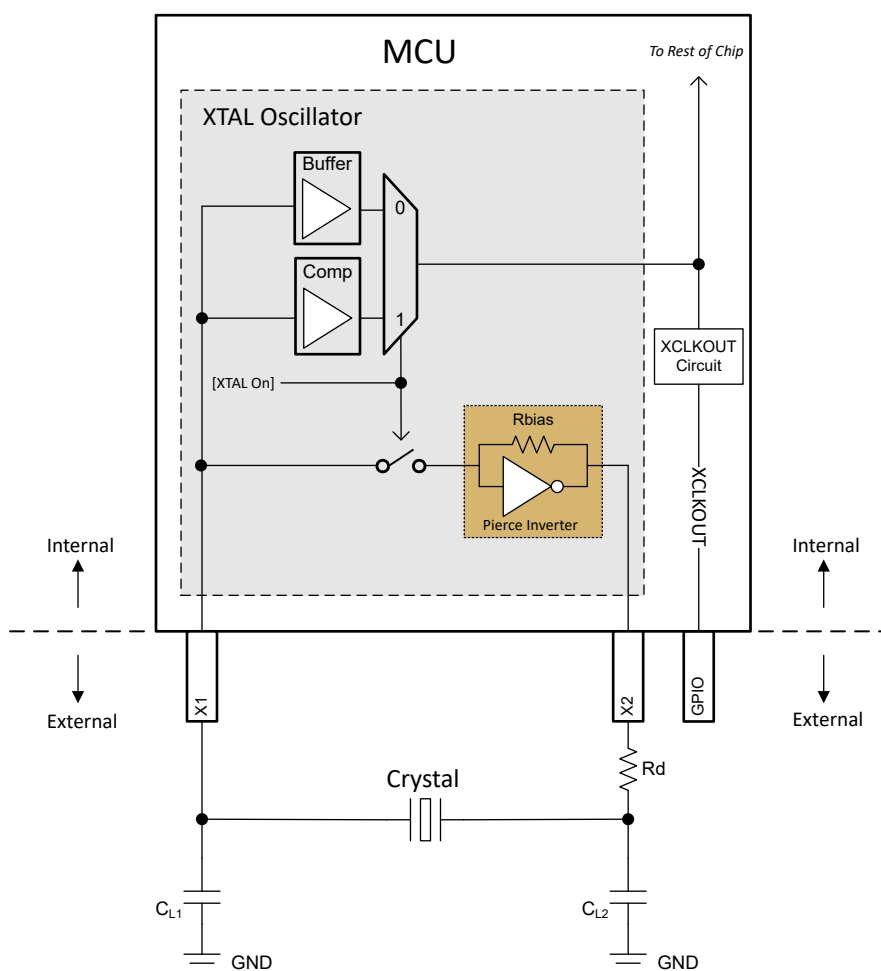 MCU
To Rest of Chip
XTAL Oscillator
Buffer
0
Comp
1
XCLKOUT
Circuit
[XTAL On]
Rbias
Pierce Inverter
XCLKOUT
Internal
Internal
External
External
X1
X2
GPIO
Rd
Crystal
CL1
CL2
GND
GND